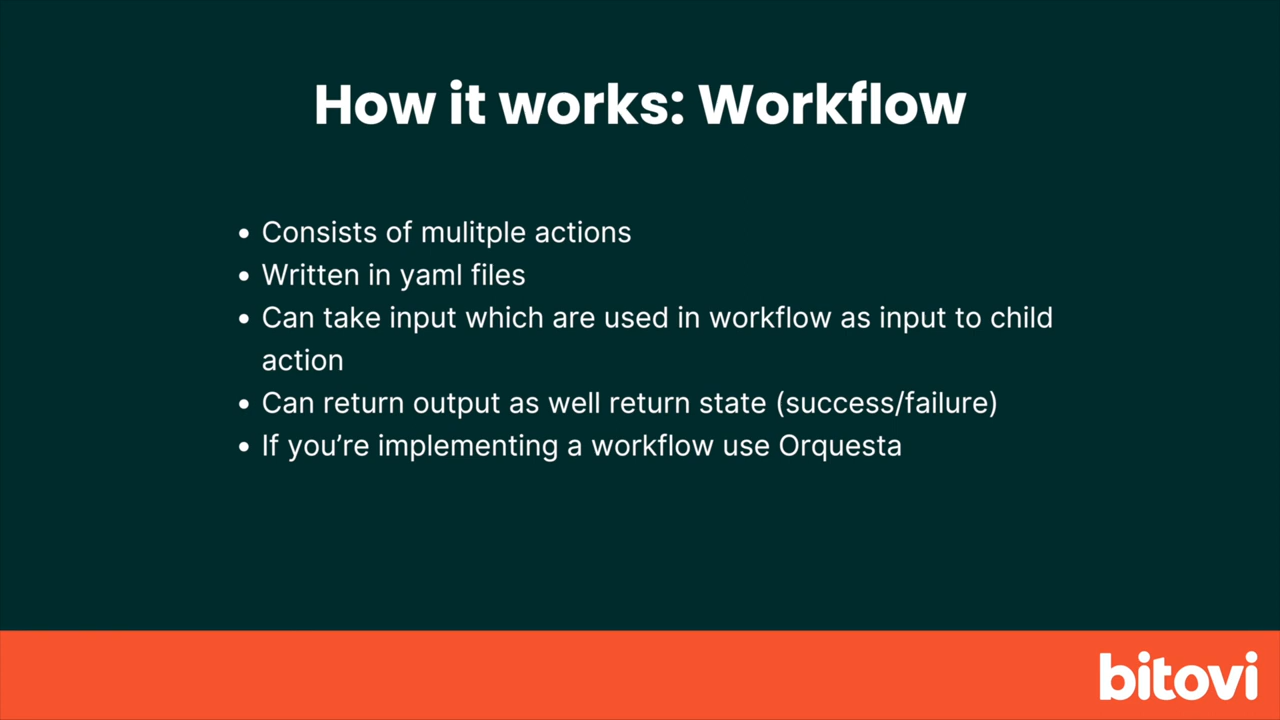 How it works: Workflow
• Consists of mulitple actions
• Written in yaml files
• Can take input which are used in workflow as input to child
action
• Can return output as well return state (success/failure)
• If you’re implementing a workflow use Orquesta
bitovi